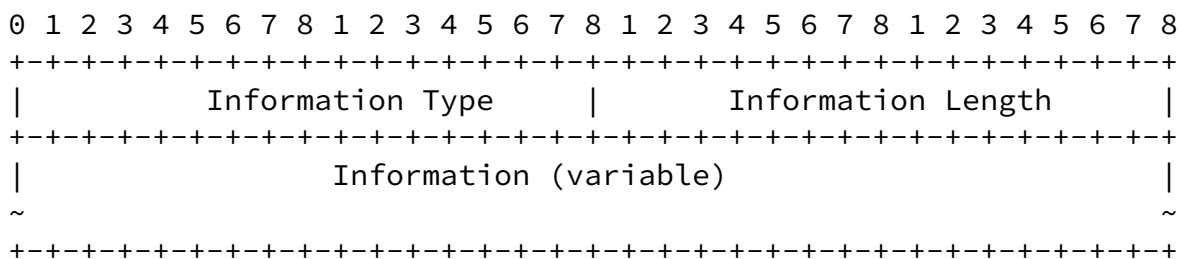 0 1 2 3 4 5 6 7 8 1 2 3 4 5 6 7 8 1 2 3 4 5 6 7 8 1 2 3 4 5 6 7 8
+-+-+-+-+-+-+-+-+-+-+-+-+-+-+-+-+-+-+-+-+-+-+-+-+-+-+-+-+-+-+-+-+
|          Information Type     |       Information Length      |
+-+-+-+-+-+-+-+-+-+-+-+-+-+-+-+-+-+-+-+-+-+-+-+-+-+-+-+-+-+-+-+-+
|                 Information (variable)                        |
~                                                               ~
+-+-+-+-+-+-+-+-+-+-+-+-+-+-+-+-+-+-+-+-+-+-+-+-+-+-+-+-+-+-+-+-+